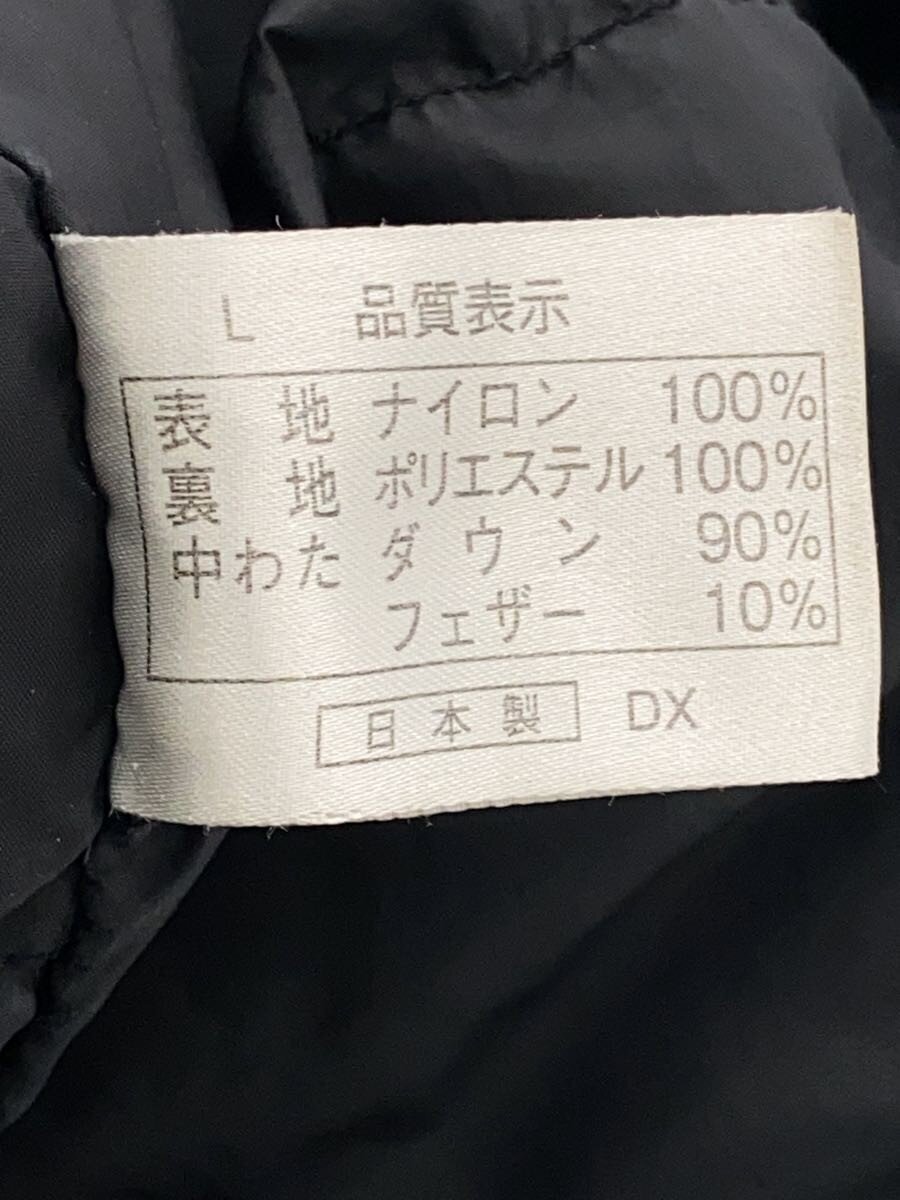 L 品質表示
表地 ナイロン 100%
裏地 ポリエステル 100%
中わた ダウン 90%
フェザー 10%
日本製 DX